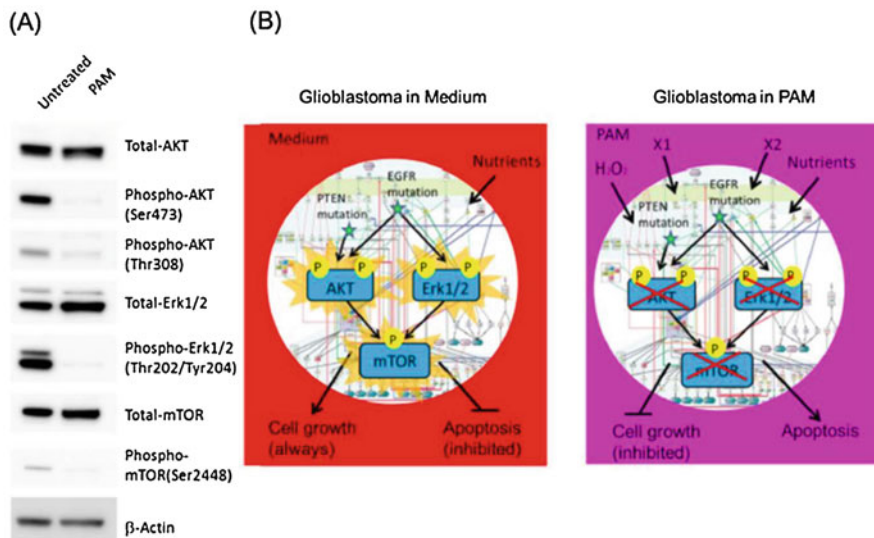 (A)
Untreated
PAM
Total-AKT
Phospho-AKT
(Ser473)
Phospho-AKT
(Thr308)
Total-Erk1/2
Phospho-Erk1/2
(Thr202/Tyr204)
Total-mTOR
Phospho-
mTOR(Ser2448)
β-Actin
(B)
Glioblastoma in Medium
Medium
Nutrients
EGFR
mutation
PTEN
mutation
P
P
P
P
AKT
Erk1/2
P
mTOR
Cell growth
(always)
Apoptosis
(inhibited)
Glioblastoma in PAM
PAM
X1
X2
H₂O₂
Nutrients
EGFR
mutation
PTEN
mutation
P
P
P
P
AKT
Erk1/2
P
mTOR
Cell growth
(inhibited)
Apoptosis